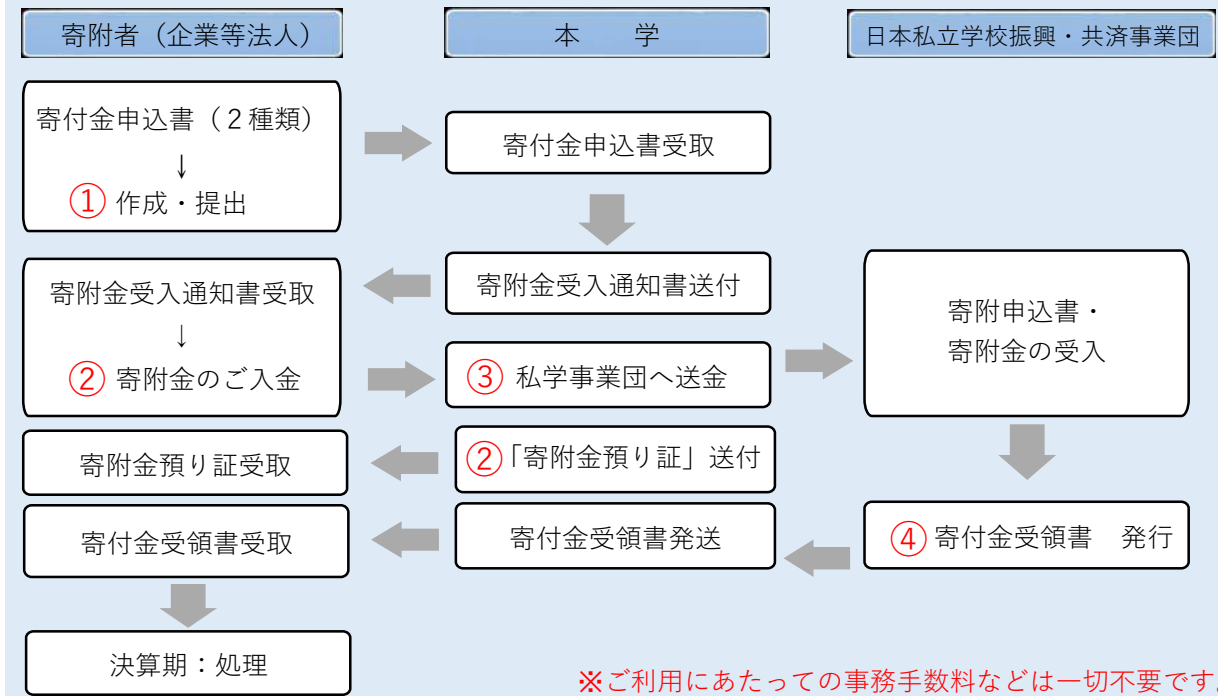 寄附者（企業等法人）
本　学
日本私立学校振興・共済事業団
寄付金申込書（２種類）
↓
① 作成・提出
寄付金申込書受取
寄附金受入通知書受取
↓
② 寄附金のご入金
寄附金受入通知書送付
③ 私学事業団へ送金
寄附申込書・
寄附金の受入
寄附金預り証受取
②「寄附金預り証」送付
寄付金受領書受取
寄付金受領書発送
④ 寄付金受領書　発行
決算期：処理
※ご利用にあたっての事務手数料などは一切不要です